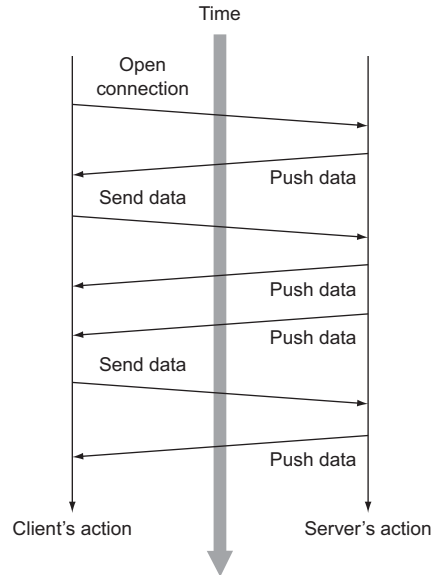 Time
Open
connection
Push data
Send data
Push data
Push data
Send data
Push data
Client's action
Server's action